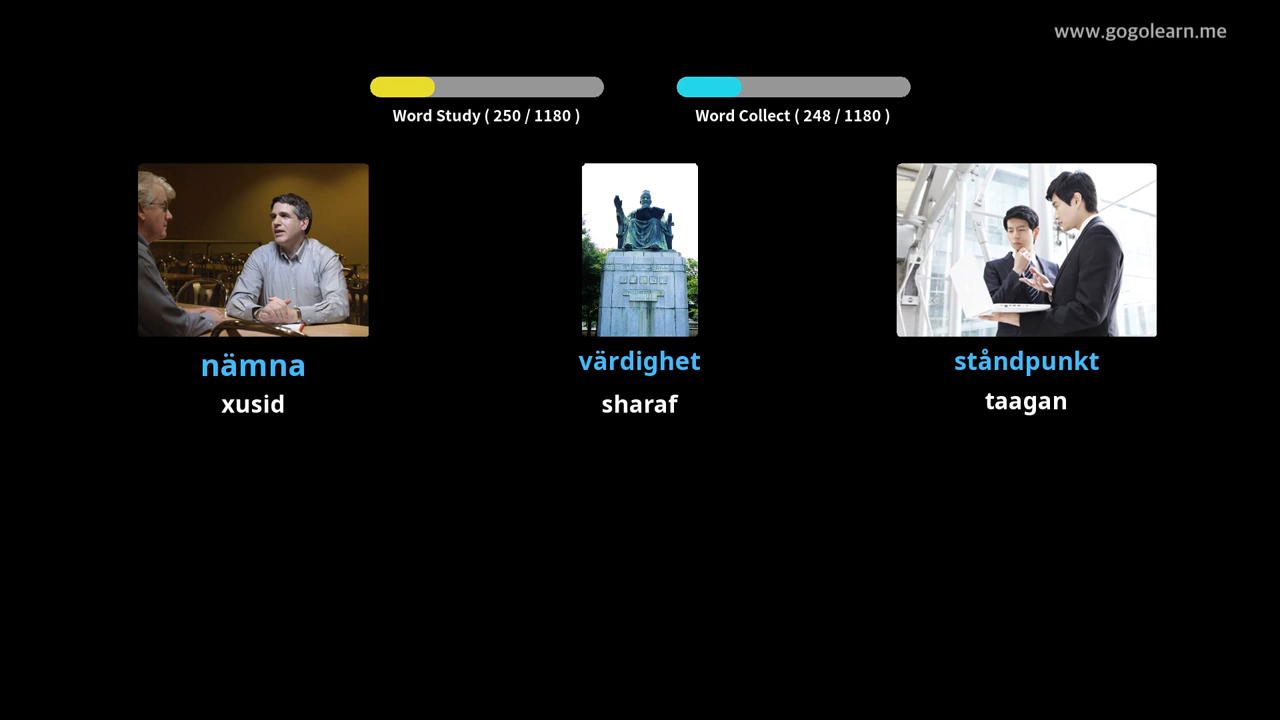 www.gogolearn.me
Word Study ( 250 / 1180 )
Word Collect ( 248 / 1180 )
nämna
xusid
värdighet
sharaf
ståndpunkt
taagan